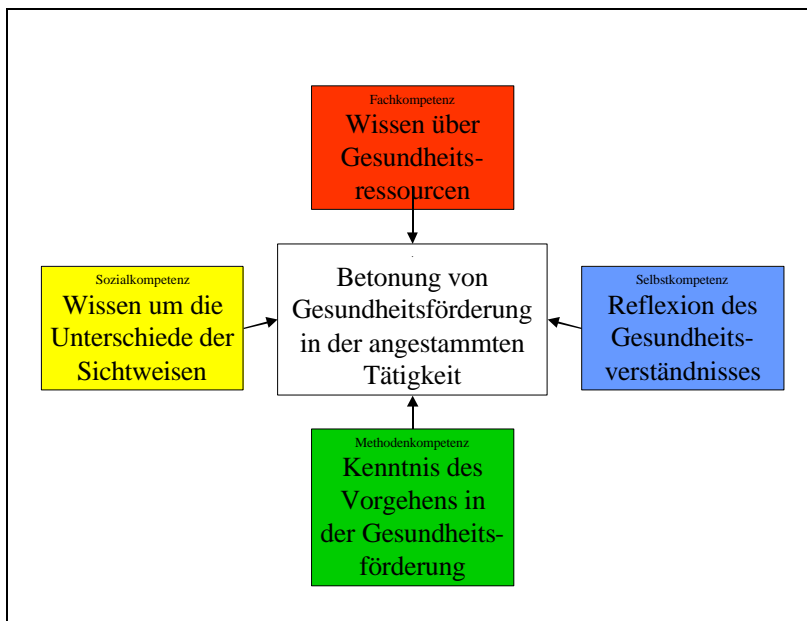 Fachkompetenz
Wissen über
Gesundheits-
ressourcen
Sozialkompetenz
Wissen um die
Unterschiede der
Sichtweisen
.
Betonung von
Gesundheitsförderung
in der angestammten
Tätigkeit
Selbstkompetenz
Reflexion des
Gesundheits-
verständnisses
Methodenkompetenz
Kenntnis des
Vorgehens in
der Gesundheits-
förderung